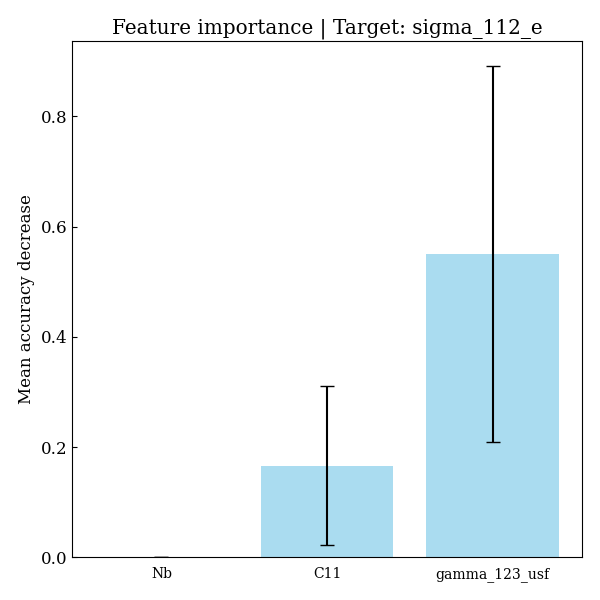 Feature importance | Target: sigma_112_e
Mean accuracy decrease
0.8
0.6
0.4
0.2
0.0
Nb
C11
gamma_123_usf